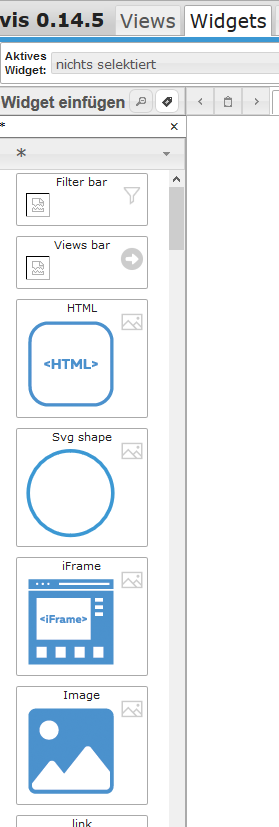 vis 0.14.5 Views Widgets
Aktives
Widget: nichts selektiert
Widget einfügen
*
*
Filter bar
Views bar
HTML
<HTML>
Svg shape
iFrame
<iFrame>
Image
link